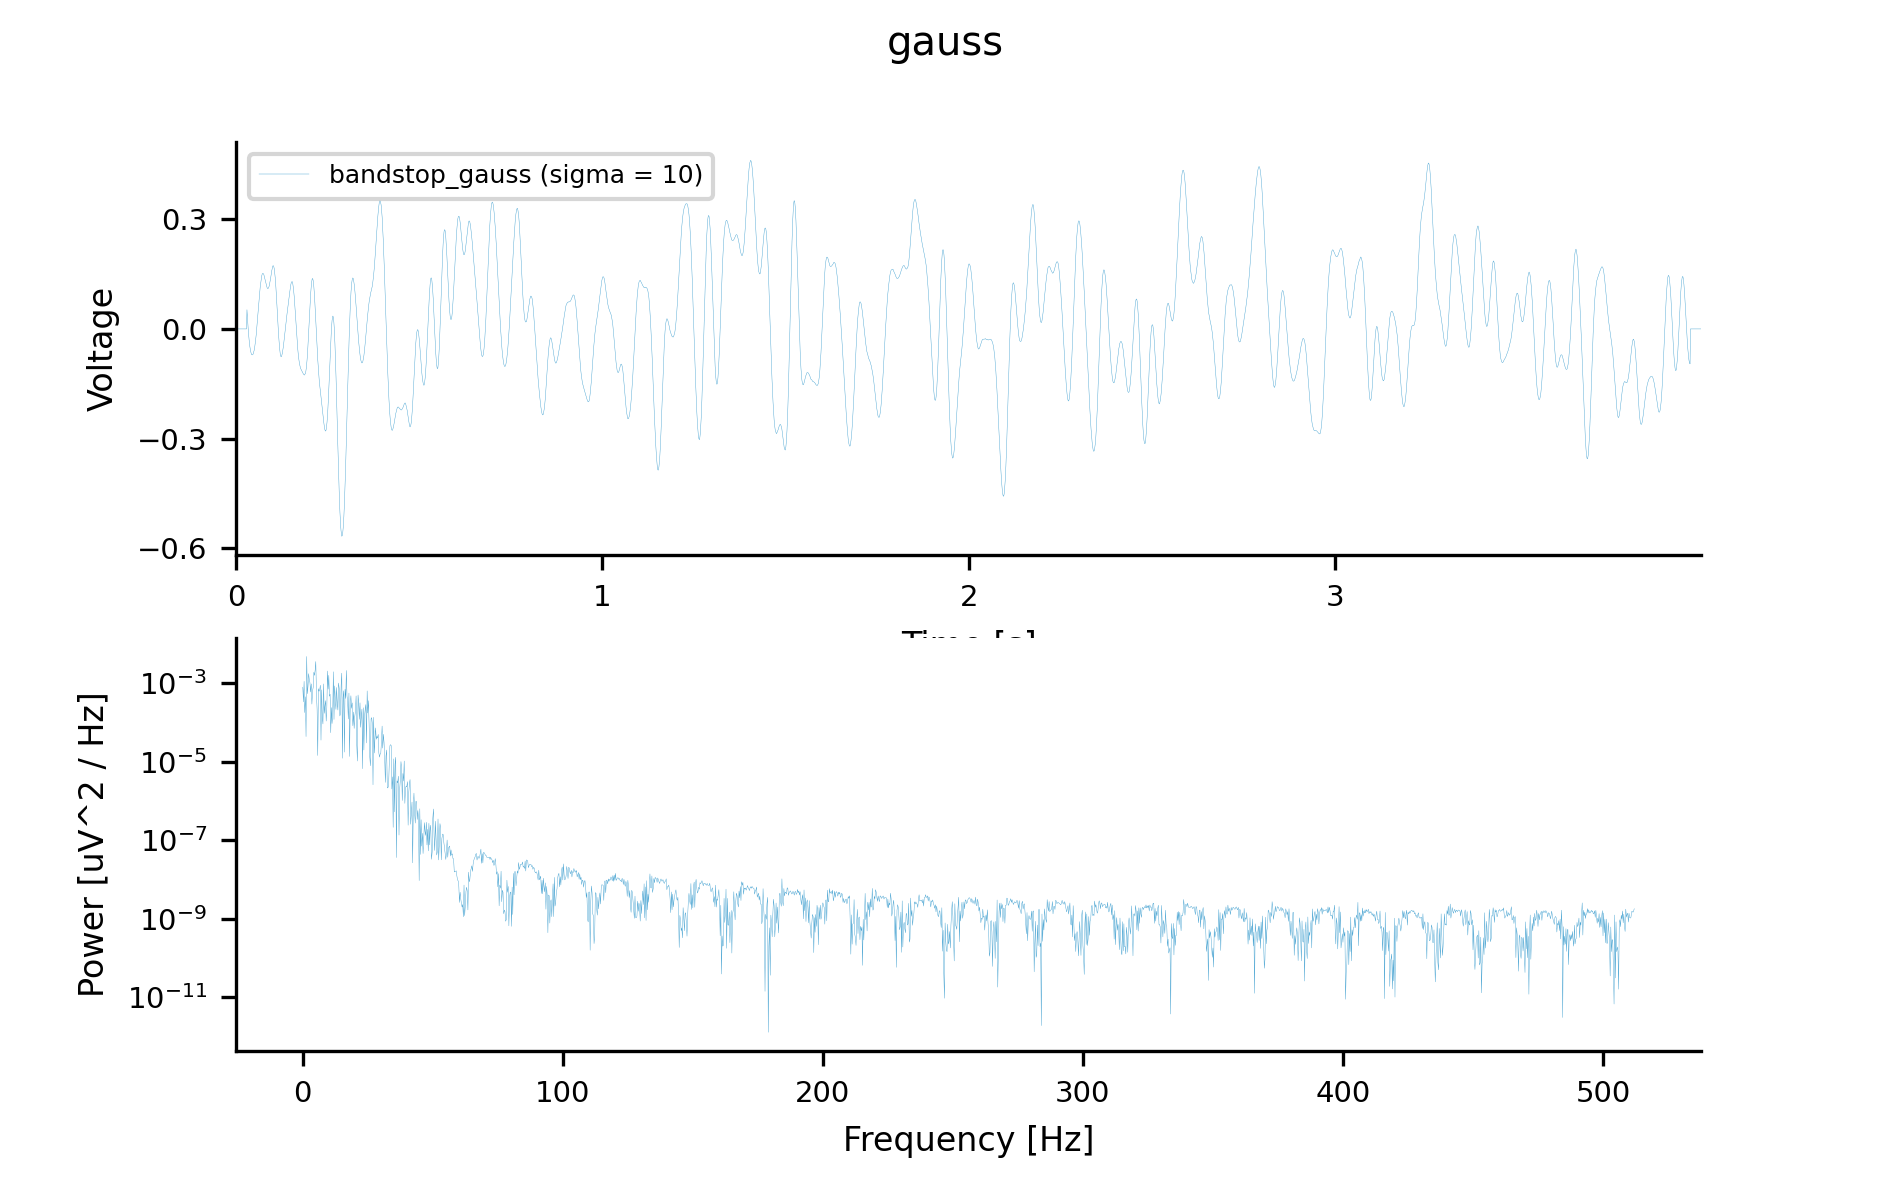 gauss
bandstop_gauss (sigma = 10)
Voltage
0.3
0.0
−0.3
−0.6
0 1 2 3
Time [s]
Power [uV^2 / Hz]
10⁻³
10⁻⁵
10⁻⁷
10⁻⁹
10⁻¹¹
0 100 200 300 400 500
Frequency [Hz]